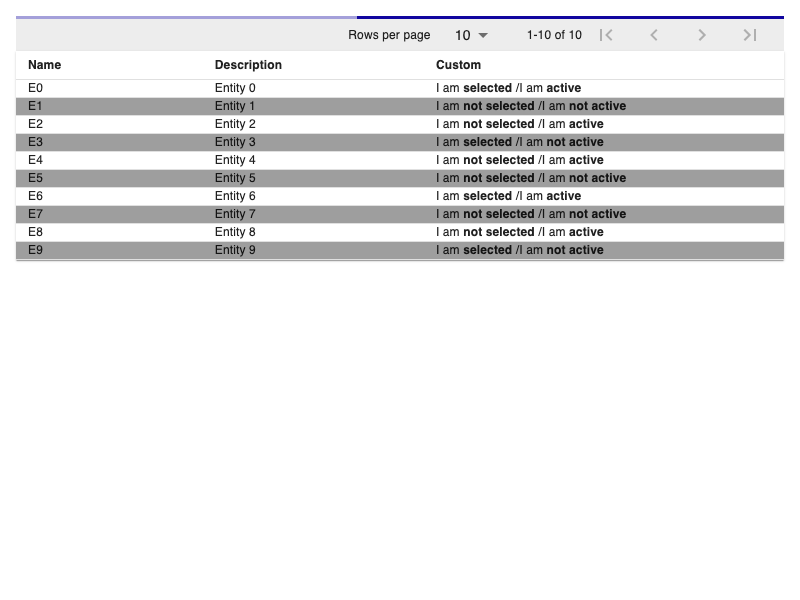 Rows per page 10 1-10 of 10
Name Description Custom
E0 Entity 0 I am selected /I am active
E1 Entity 1 I am not selected /I am not active
E2 Entity 2 I am not selected /I am active
E3 Entity 3 I am selected /I am not active
E4 Entity 4 I am not selected /I am active
E5 Entity 5 I am not selected /I am not active
E6 Entity 6 I am selected /I am active
E7 Entity 7 I am not selected /I am not active
E8 Entity 8 I am not selected /I am active
E9 Entity 9 I am selected /I am not active